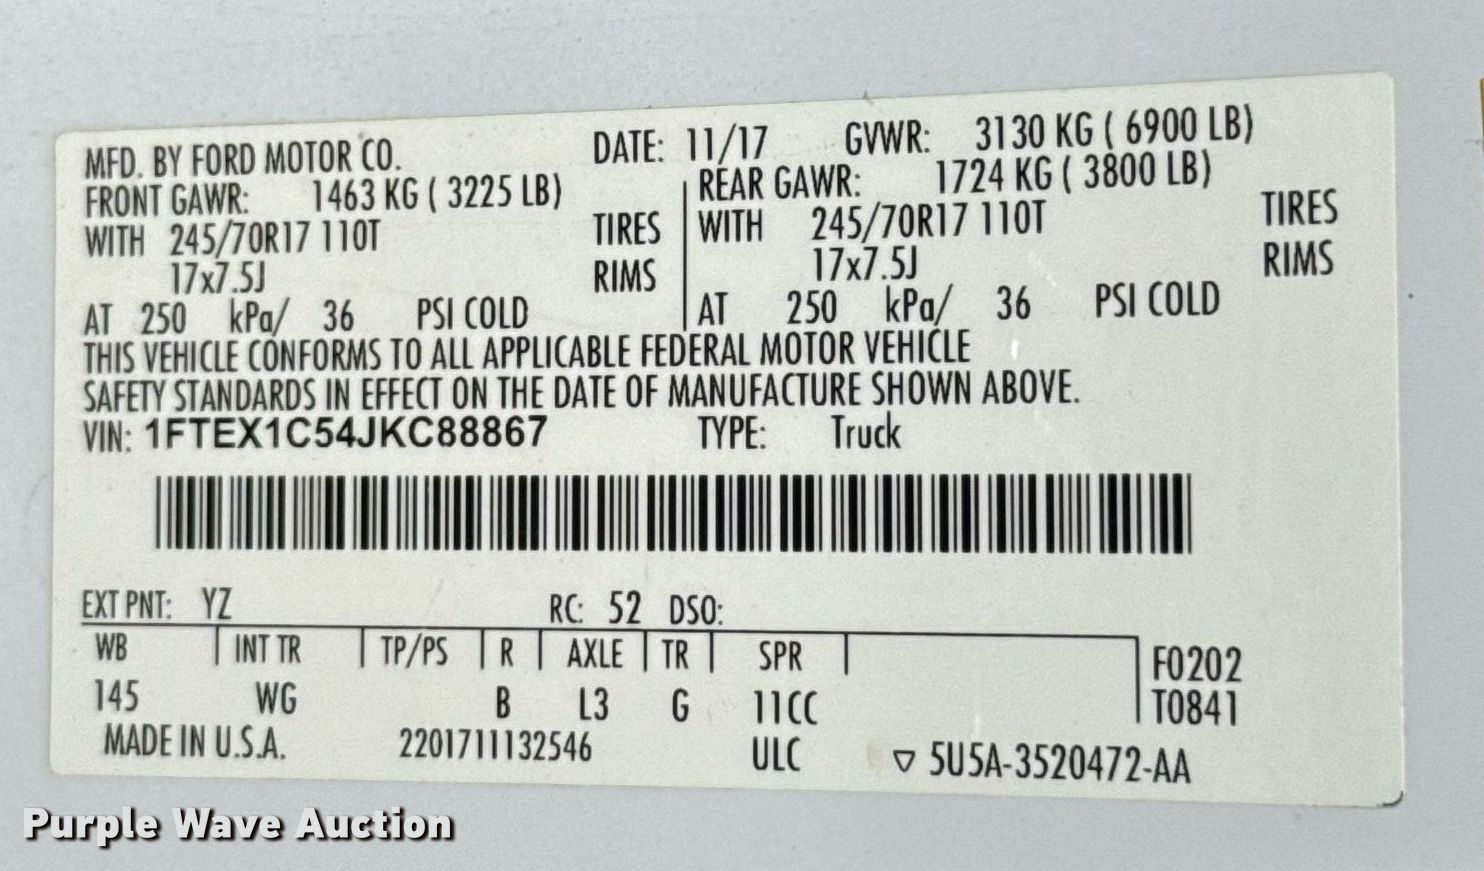 MFD. BY FORD MOTOR CO. DATE: 11/17 GVWR: 3130 KG ( 6900 LB)
FRONT GAWR: 1463 KG ( 3225 LB) REAR GAWR: 1724 KG ( 3800 LB)
WITH 245/70R17 110T TIRES WITH 245/70R17 110T TIRES
17x7.5J RIMS 17x7.5J RIMS
AT 250 kPa/ 36 PSI COLD AT 250 kPa/ 36 PSI COLD
THIS VEHICLE CONFORMS TO ALL APPLICABLE FEDERAL MOTOR VEHICLE
SAFETY STANDARDS IN EFFECT ON THE DATE OF MANUFACTURE SHOWN ABOVE.
VIN: 1FTEX1C54JKC88867 TYPE: Truck
EXT PNT: YZ RC: 52 DSO:
WB INT TR TP/PS R AXLE TR SPR F0202
145 WG B L3 G 11CC T0841
MADE IN U.S.A. 2201711132546 ULC ▽ 5U5A-3520472-AA
Purple Wave Auction